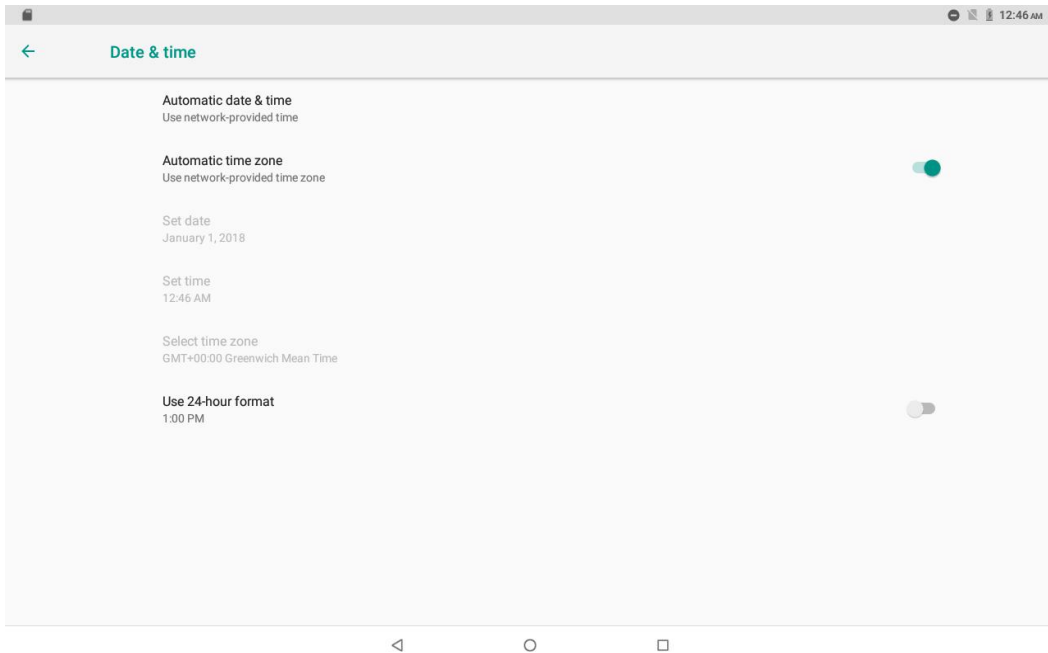 12:46 AM
Date & time
Automatic date & time
Use network-provided time
Automatic time zone
Use network-provided time zone
Set date
January 1, 2018
Set time
12:46 AM
Select time zone
GMT+00:00 Greenwich Mean Time
Use 24-hour format
1:00 PM